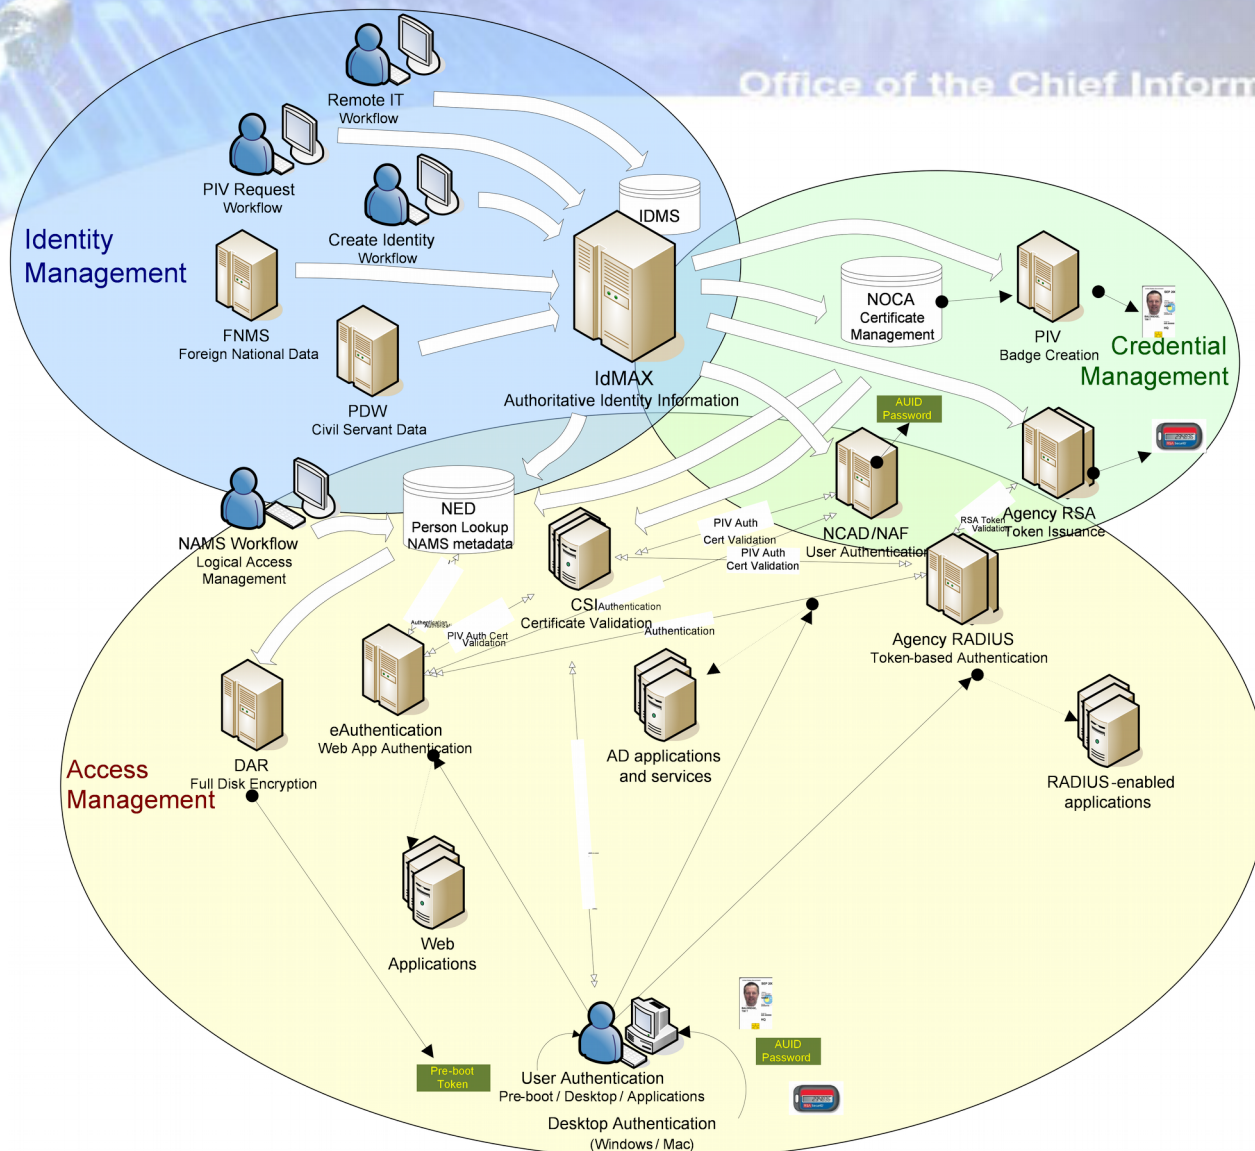 Office of the Chief Inform
Remote IT
Workflow
PIV Request
Workflow
Create Identity
Workflow
IDMS
Identity
Management
FNMS
Foreign National Data
PDW
Civil Servant Data
IdMAX
Authoritative Identity Information
NOCA
Certificate
Management
PIV
Badge Creation
Credential
Management
AUID
Password
NED
Person Lookup
NAMS metadata
NAMS Workflow
Logical Access
Management
PIV Auth
Cert Validation
PIV Auth
Cert Validation
NCAD/NAF
User Authentication
RSA Token
Validation
Agency RSA
Token Issuance
CSI
Authentication
Certificate Validation
Authentication
PIV Auth Cert
Validation
Authentication
Agency RADIUS
Token-based Authentication
eAuthentication
Web App Authentication
DAR
Full Disk Encryption
Access
Management
AD applications
and services
RADIUS-enabled
applications
Web
Applications
Pre-boot
Token
User Authentication
Pre-boot / Desktop / Applications
AUID
Password
Desktop Authentication
(Windows / Mac)